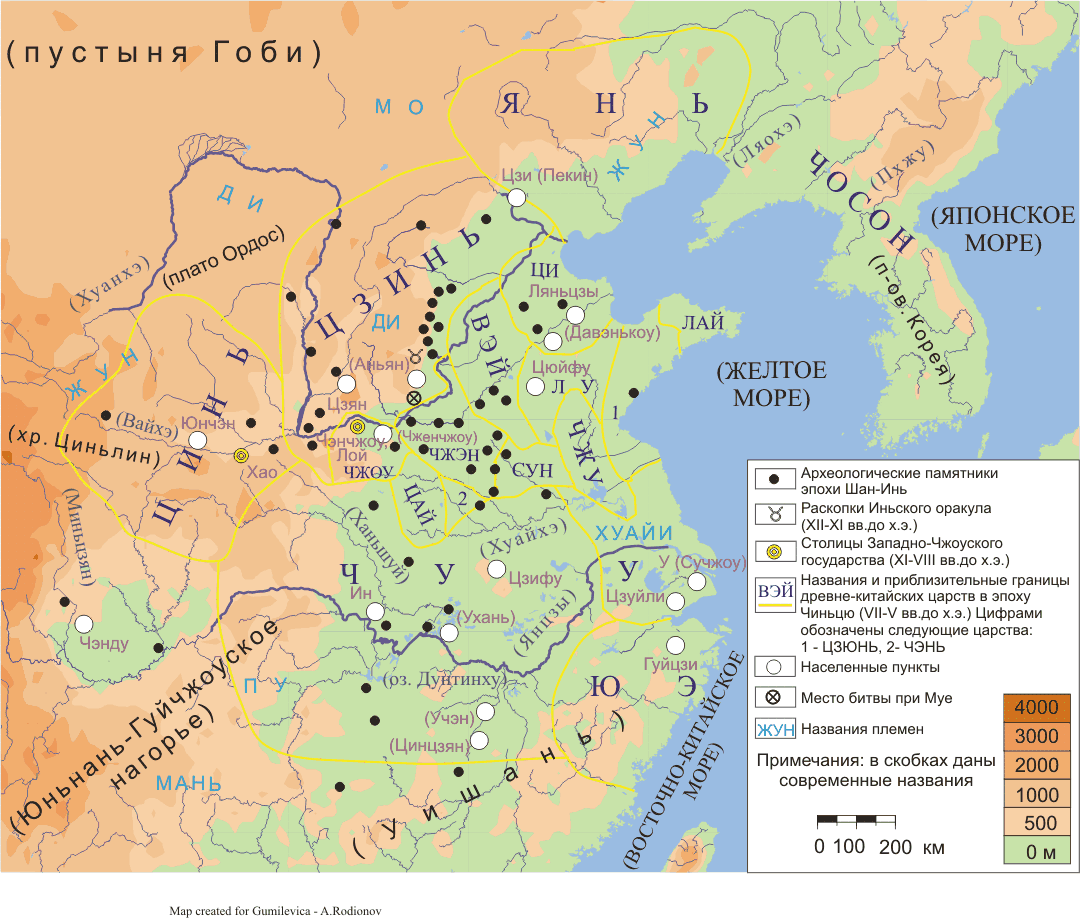 (пустыня Гоби)
МО
ЯНЬ
ЖУН
(Ляохэ)
ЧОСОН
(Пхжу)
(ЯПОНСКОЕ
МОРЕ)
Цзи (Пекин)
ДИ
(плато Ордос)
(Хуанхэ)
ЦЗИНЬ
ДИ
ЦИ
Ляньцзы
(Давэнькоу)
ЛАЙ
(п-ов. Корея)
(ЖЕЛТОЕ
МОРЕ)
ВЭЙ
(Аньян)
Цзян
Цюйфу
ЛУ
1
ЖУН
ЦИНЬ
(Вайхэ)
Юнчэн
(хр. Циньлин)
Хао
Чэнчжоу,
Лой
ЧЖОУ
(Чженчжоу)
ЧЖЭН
СУН
ЧЖУ
ЦАЙ
2
(Миньцзян)
(Ханьшуй)
(Хуайхэ)
ХУАЙИ
ЧУ
Цзифу
У
У (Сучжоу)
Цзуйли
Ин
(Ухань)
(Янцзы)
Чэнду
Гуйцзи
(оз. Дунтинху)
ПУ
ЮЭ
(Учэн)
(Цинцзян)
(Юньнань-Гуйчжоуское
нагорье)
МАНЬ
(Уишань)
(ВОСТОЧНО-КИТАЙСКОЕ
МОРЕ)
Археологические памятники
эпохи Шан-Инь
Раскопки Иньского оракула
(XII-XI вв.до х.э.)
Столицы Западно-Чжоуского
государства (XI-VIII вв.до х.э.)
ВЭЙ
Названия и приблизительные границы
древне-китайских царств в эпоху
Чиньцю (VII-V вв.до х.э.) Цифрами
обозначены следующие царства:
1 - ЦЗЮНЬ, 2- ЧЭНЬ
Населенные пункты
Место битвы при Муе
ЖУН
Названия племен
Примечания: в скобках даны
современные названия
0 100 200 км
4000
3000
2000
1000
500
0 м
Map created for Gumilevica - A.Rodionov